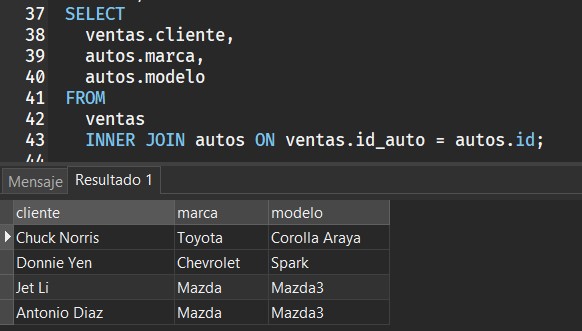 37 SELECT
38 ventas.cliente,
39 autos.marca,
40 autos.modelo
41 FROM
42 ventas
43 INNER JOIN autos ON ventas.id_auto = autos.id;
44
Mensaje Resultado 1
cliente marca modelo
Chuck Norris Toyota Corolla Araya
Donnie Yen Chevrolet Spark
Jet Li Mazda Mazda3
Antonio Diaz Mazda Mazda3